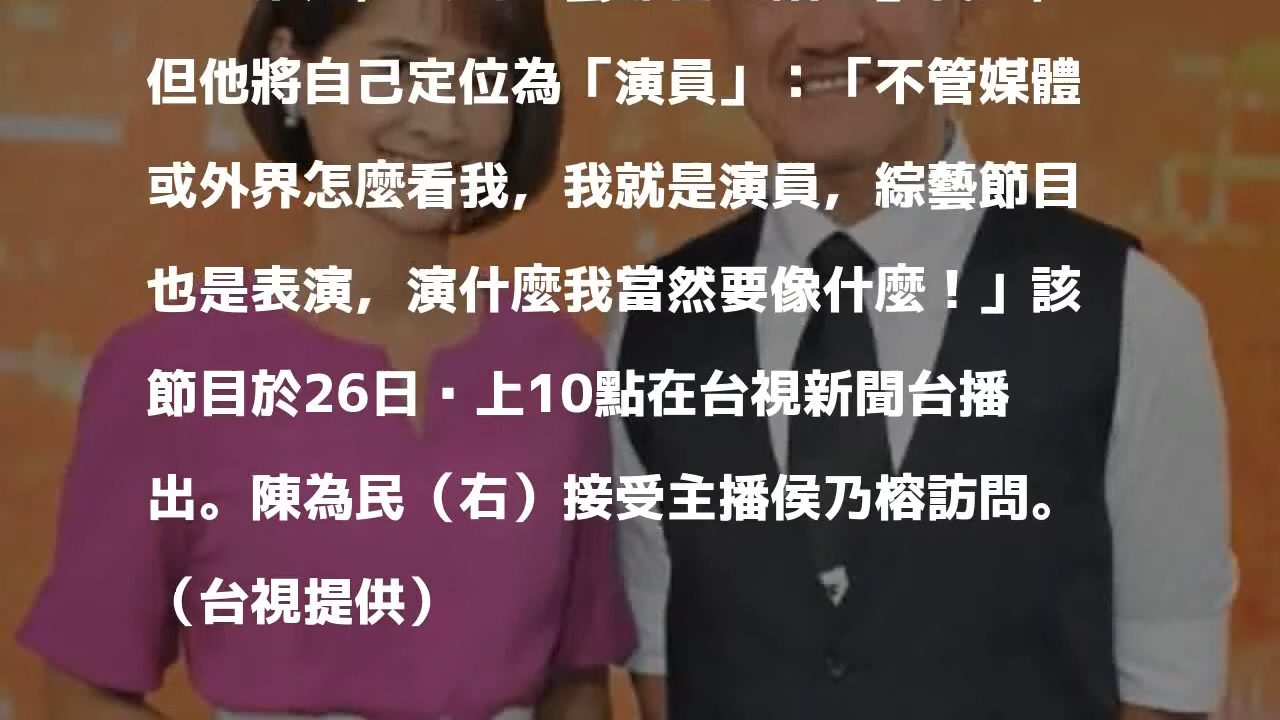 但他將自己定位為「演員」：「不管媒體
或外界怎麼看我，我就是演員，綜藝節目
也是表演，演什麼我當然要像什麼！」該
節目於26日▪上10點在台視新聞台播
出。陳為民（右）接受主播侯乃榕訪問。
（台視提供）